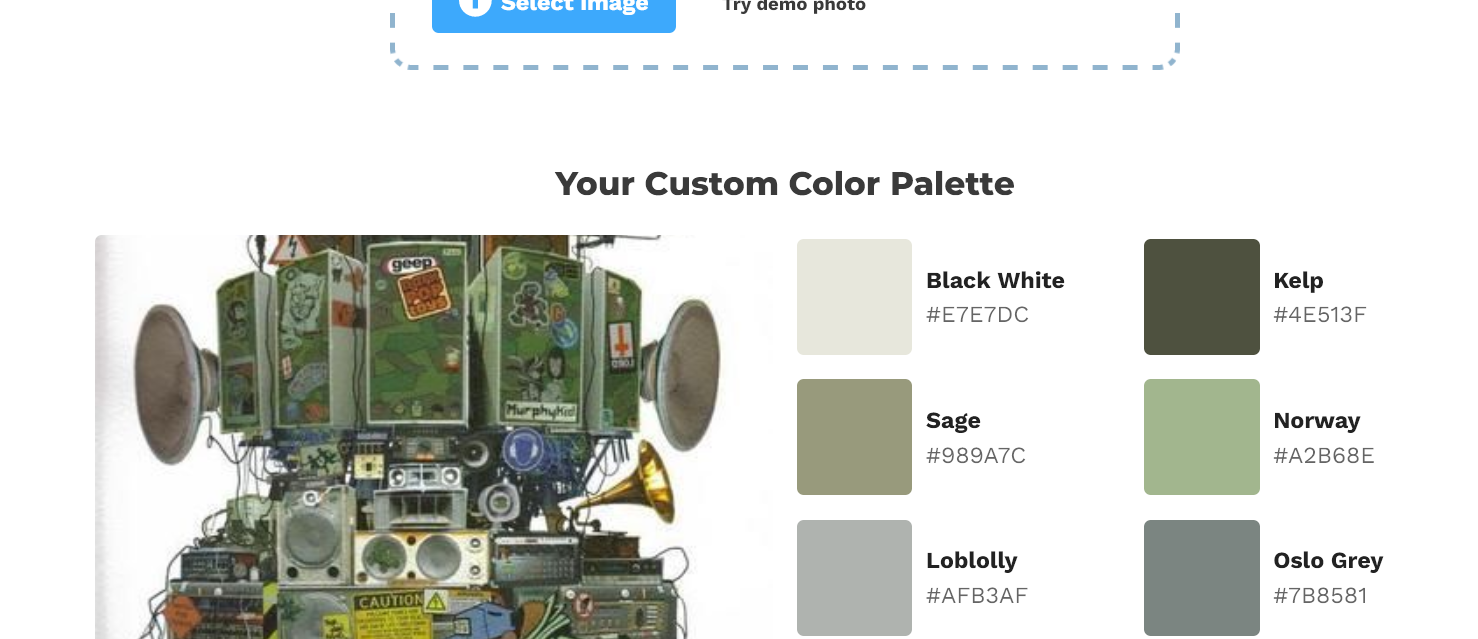 Select Image
Try demo photo
Your Custom Color Palette
geep
MurphyKid
CAUTION
Black White
#E7E7DC
Kelp
#4E513F
Sage
#989A7C
Norway
#A2B68E
Loblolly
#AFB3AF
Oslo Grey
#7B8581